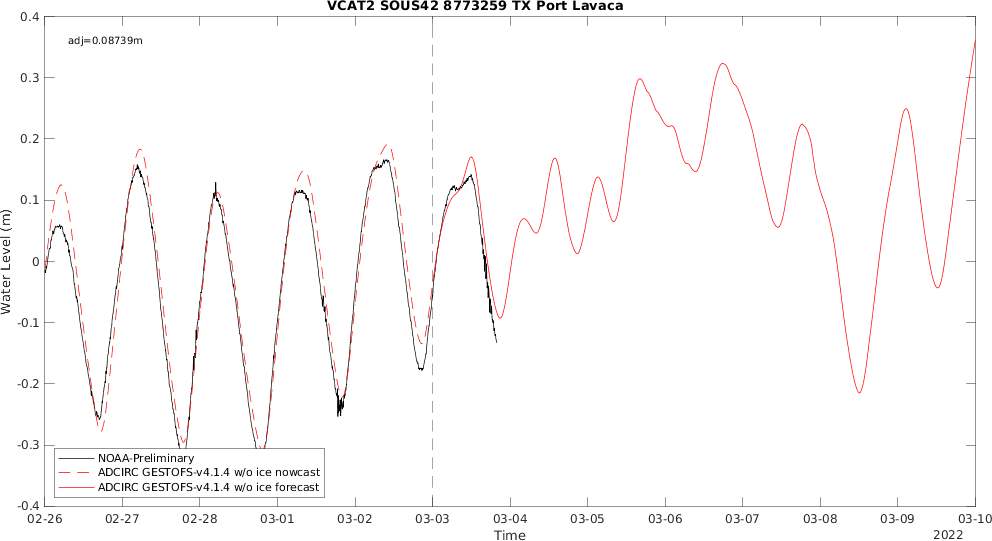 VCAT2 SOUS42 8773259 TX Port Lavaca
adj=0.08739m
0.4
0.3
0.2
0.1
0
-0.1
-0.2
-0.3
-0.4
Water Level (m)
NOAA-Preliminary
ADCIRC GESTOFS-v4.1.4 w/o ice nowcast
ADCIRC GESTOFS-v4.1.4 w/o ice forecast
02-26 02-27 02-28 03-01 03-02 03-03 03-04 03-05 03-06 03-07 03-08 03-09 03-10
Time
2022